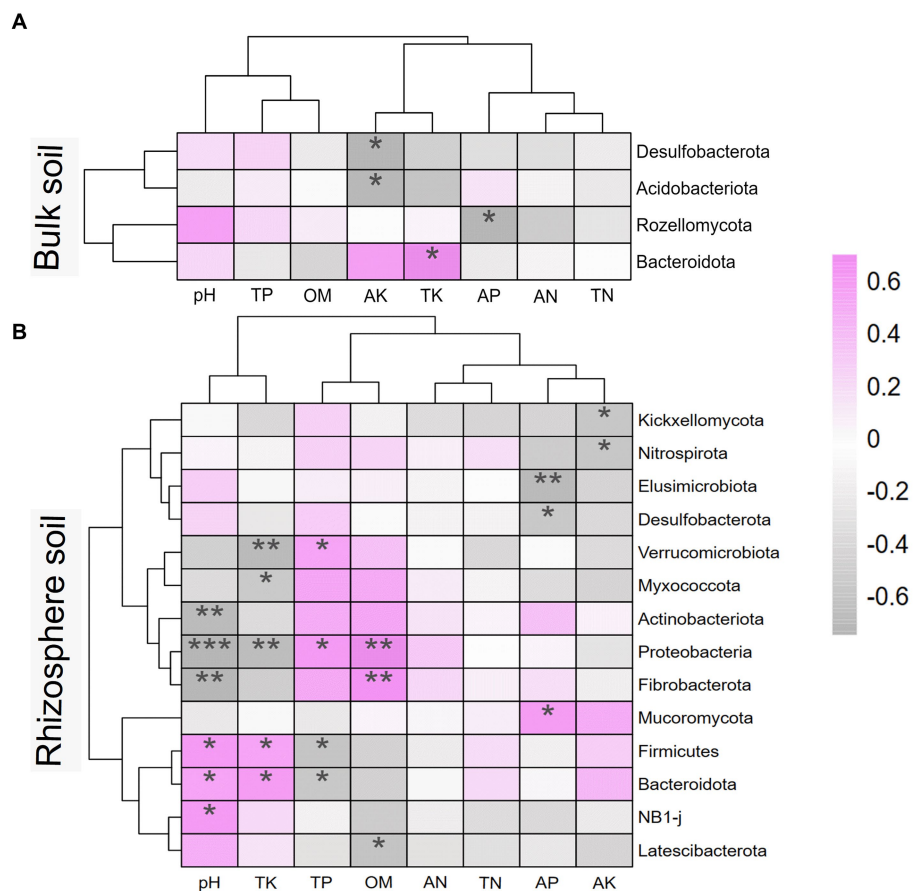 A
Bulk soil
*
Desulfobacterota
*
Acidobacteriota
*
Rozellomycota
*
Bacteroidota
pH TP OM AK TK AP AN TN
0.6
0.4
0.2
0
-0.2
-0.4
-0.6
B
Rhizosphere soil
*
Kickxellomycota
*
Nitrospirota
**
Elusimicrobiota
*
Desulfobacterota
** *
Verrucomicrobiota
*
Myxococcota
**
Actinobacteriota
*** ** * **
Proteobacteria
** **
Fibrobacterota
*
Mucoromycota
* * *
Firmicutes
* * *
Bacteroidota
*
NB1-j
*
Latescibacterota
pH TK TP OM AN TN AP AK